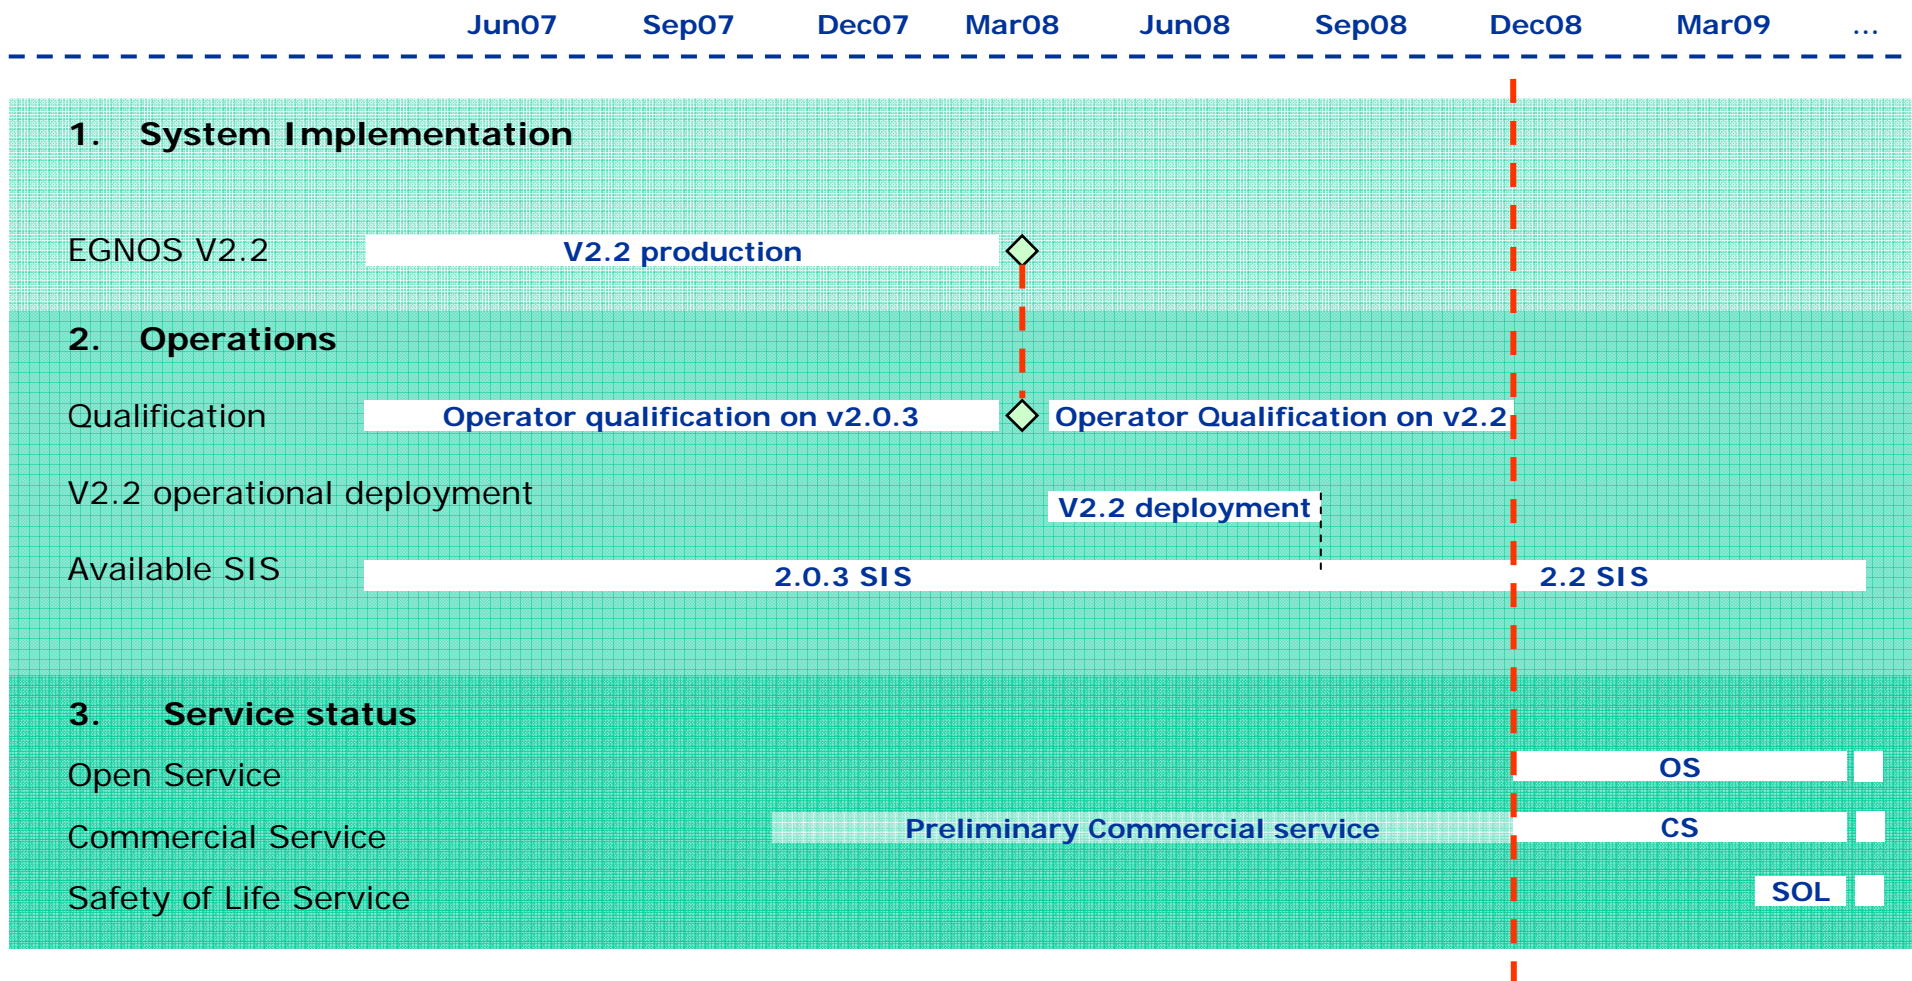 Jun07 Sep07 Dec07 Mar08 Jun08 Sep08 Dec08 Mar09 ...
1. System Implementation
EGNOS V2.2 V2.2 production
2. Operations
Qualification Operator qualification on v2.0.3 Operator Qualification on v2.2
V2.2 operational deployment V2.2 deployment
Available SIS 2.0.3 SIS 2.2 SIS
3. Service status
Open Service OS
Commercial Service Preliminary Commercial service CS
Safety of Life Service SOL